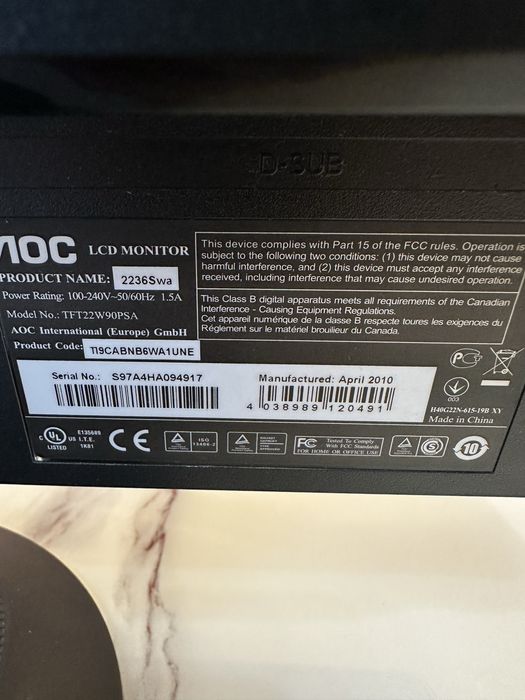 D-SUB
AOC LCD MONITOR
PRODUCT NAME: 2236Swa
Power Rating: 100-240V~50/60Hz 1.5A
Model No.: TFT22W90PSA
AOC International (Europe) GmbH
Product Code: TI9CABNB6WA1UNE
This device complies with Part 15 of the FCC rules. Operation is
subject to the following two conditions: (1) this device may not cause
harmful interference, and (2) this device must accept any interference
received, including interference that may cause undesired operation.
This Class B digital apparatus meets all requirements of the Canadian
Interference - Causing Equipment Regulations.
Cet appareil numérique de la classe B respecte toutes les exigences du
Réglement sur le matériel brouilleur du Canada.
Serial No.: S97A4HA094917
Manufactured: April 2010
4 038989 120491
003
H40G22N-615-19B XY
Made in China
C UL US LISTED
E135689
I.T.E.
1K81
CE
ISO
13406-2
FC
Tested To Comply
With FCC Standards
FOR HOME OR OFFICE USE
S
10